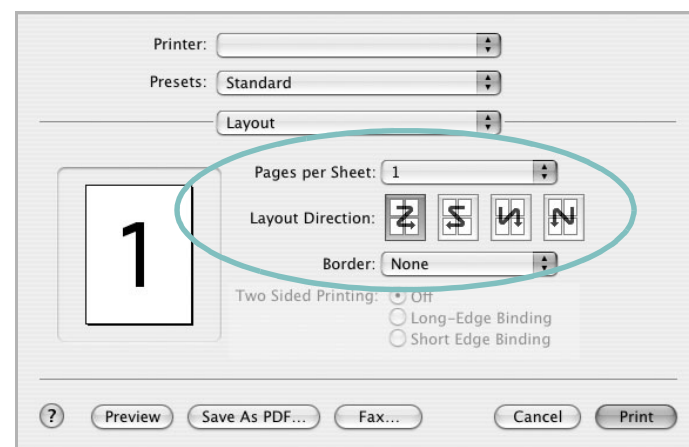 Printer:
Presets: Standard
Layout
Pages per Sheet: 1
Layout Direction:
Border: None
1
Two Sided Printing: Off
Long-Edge Binding
Short Edge Binding
? Preview Save As PDF... Fax... Cancel Print